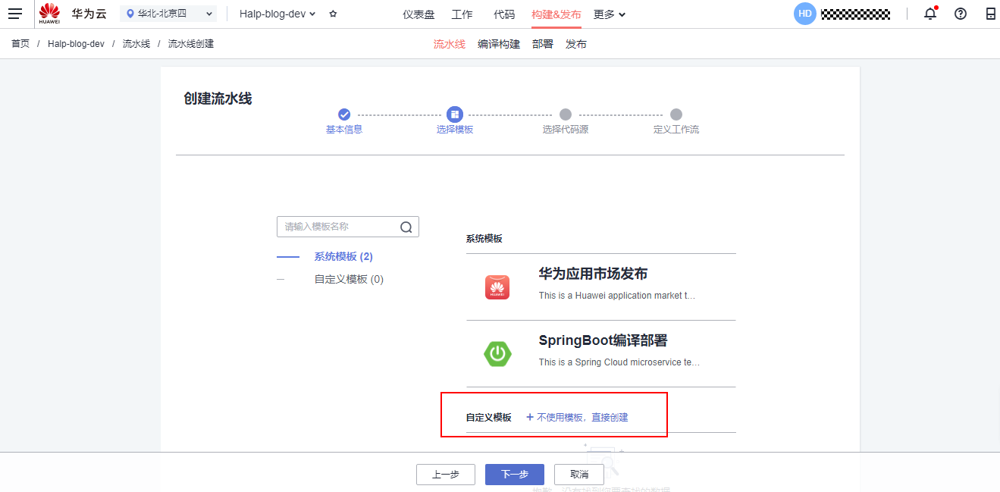 HUAWEI 华为云 华北-北京四 Halp-blog-dev 仪表盘 工作 代码 构建&发布 更多 HD
首页 / Halp-blog-dev / 流水线 / 流水线创建 流水线 编译构建 部署 发布
创建流水线
基本信息 选择模板 选择代码源 定义工作流
请输入模板名称
系统模板 (2)
自定义模板 (0)
系统模板
华为应用市场发布
HUAWEI
This is a Huawei application market t...
SpringBoot编译部署
This is a Spring Cloud microservice te...
自定义模板 + 不使用模板，直接创建
上一步 下一步 取消